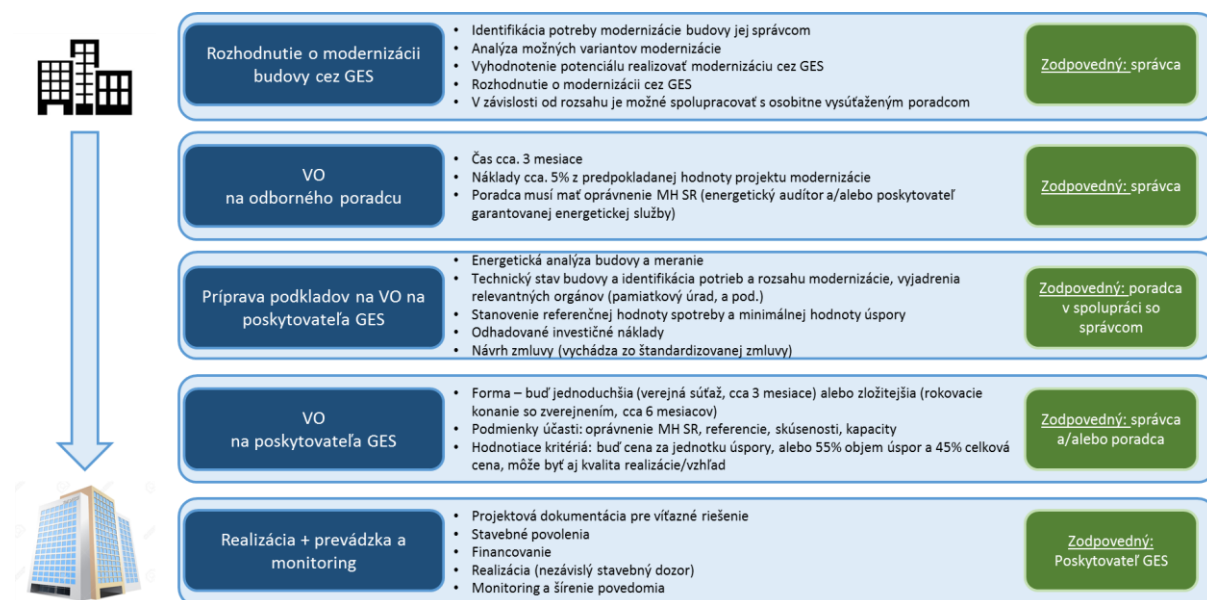 Rozhodnutie o modernizácii
budovy cez GES
• Identifikácia potreby modernizácie budovy jej správcom
• Analýza možných variantov modernizácie
• Vyhodnotenie potenciálu realizovať modernizáciu cez GES
• Rozhodnutie o modernizácii cez GES
• V závislosti od rozsahu je možné spolupracovať s osobitne vysúťaženým poradcom
Zodpovedný: správca
VO
na odborného poradcu
• Čas cca. 3 mesiace
• Náklady cca. 5% z predpokladanej hodnoty projektu modernizácie
• Poradca musí mať oprávnenie MH SR (energetický audítor a/alebo poskytovateľ
garantovanej energetickej služby)
Zodpovedný: správca
Príprava podkladov na VO na
poskytovateľa GES
• Energetická analýza budovy a meranie
• Technický stav budovy a identifikácia potrieb a rozsahu modernizácie, vyjadrenia
relevantných orgánov (pamiatkový úrad, a pod.)
• Stanovenie referenčnej hodnoty spotreby a minimálnej hodnoty úspory
• Odhadované investičné náklady
• Návrh zmluvy (vychádza zo štandardizovanej zmluvy)
Zodpovedný: poradca
v spolupráci so
správcom
VO
na poskytovateľa GES
• Forma – buď jednoduchšia (verejná súťaž, cca 3 mesiace) alebo zložitejšia (rokovacie
konanie so zverejnením, cca 6 mesiacov)
• Podmienky účasti: oprávnenie MH SR, referencie, skúsenosti, kapacity
• Hodnotiace kritériá: buď cena za jednotku úspory, alebo 55% objem úspor a 45% celková
cena, môže byť aj kvalita realizácie/vzhľad
Zodpovedný: správca
a/alebo poradca
Realizácia + prevádzka a
monitoring
• Projektová dokumentácia pre víťazné riešenie
• Stavebné povolenia
• Financovanie
• Realizácia (nezávislý stavebný dozor)
• Monitoring a šírenie povedomia
Zodpovedný:
Poskytovateľ GES